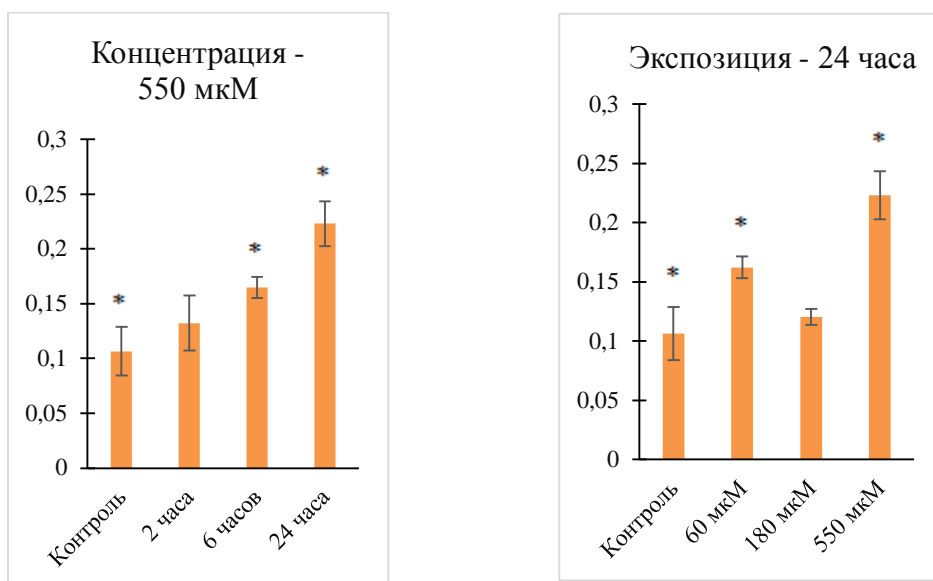 Концентрация -
550 мкМ
*
*
*
0,3
0,25
0,2
0,15
0,1
0,05
0
Контроль
2 часа
6 часов
24 часа
Экспозиция - 24 часа
*
*
*
0,3
0,25
0,2
0,15
0,1
0,05
0
Контроль
60 мкМ
180 мкМ
550 мкМ